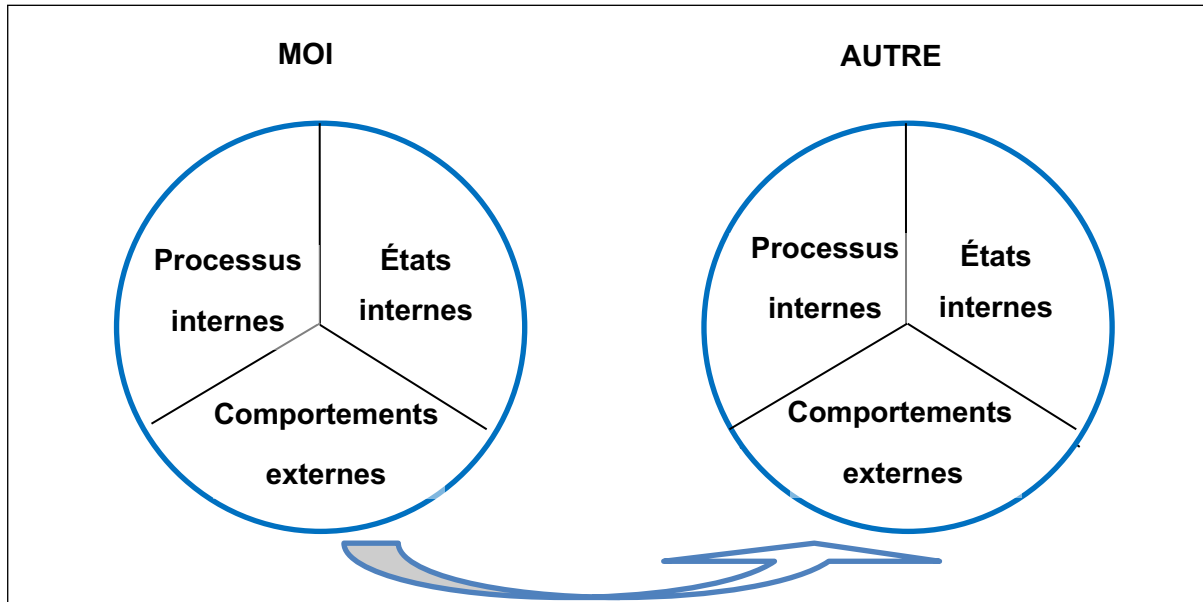 MOI
AUTRE
Processus
internes
États
internes
Comportements
externes
Processus
internes
États
internes
Comportements
externes